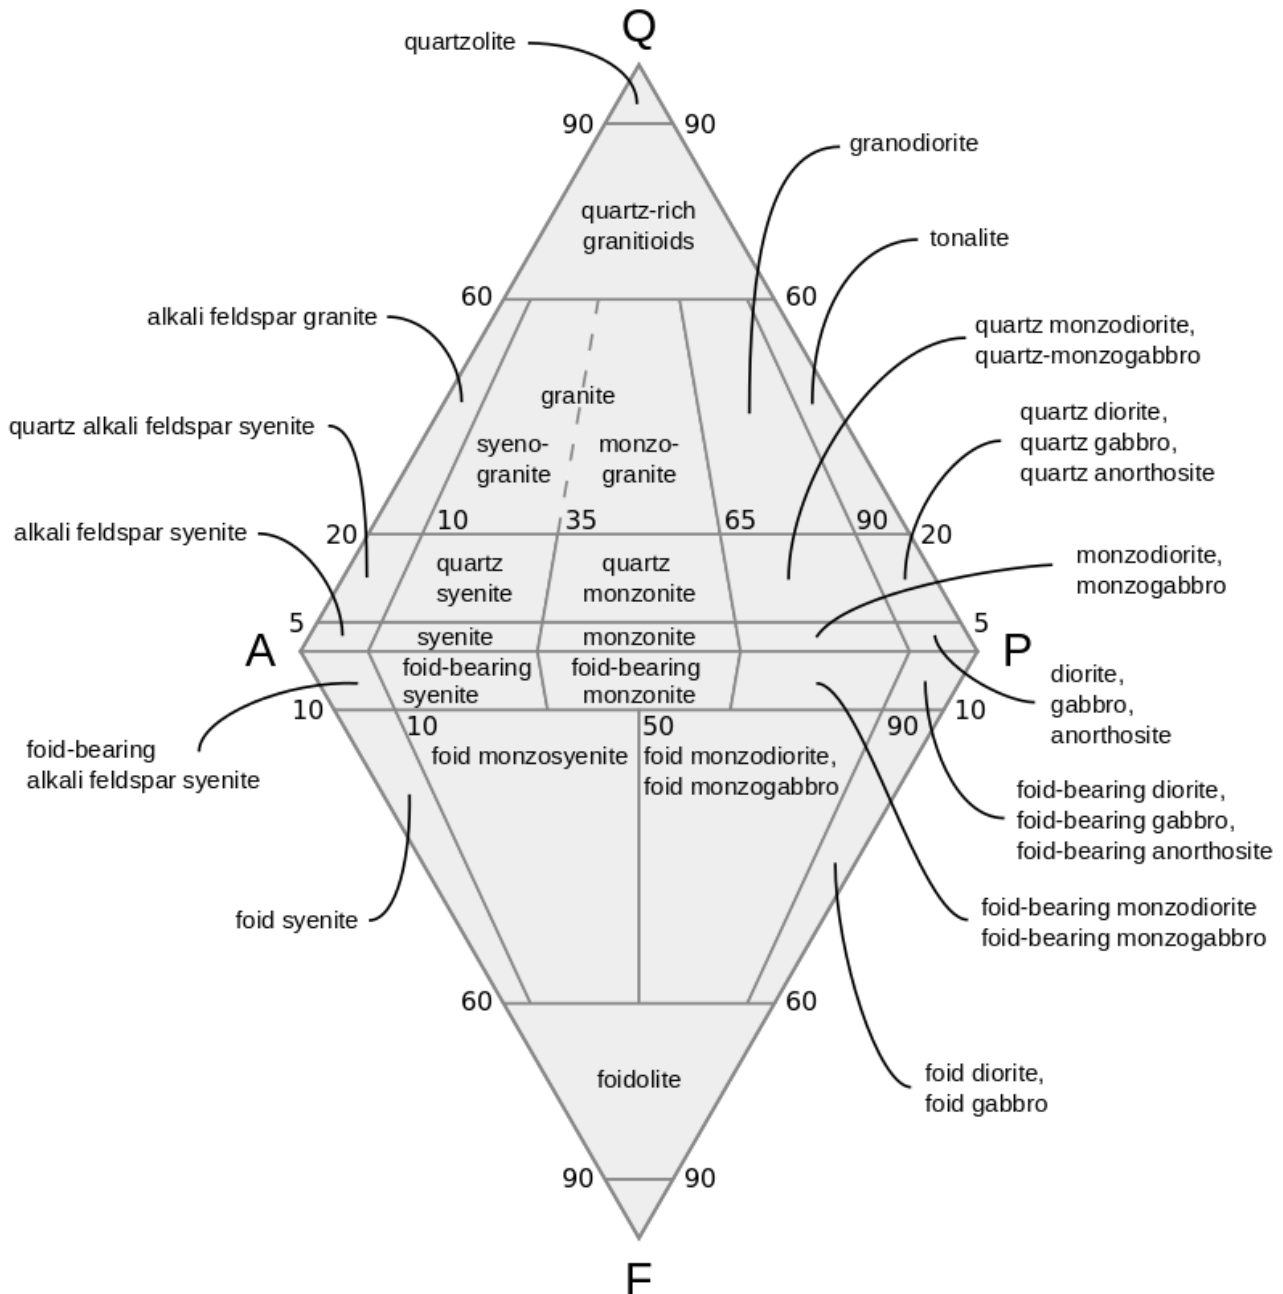 Q
quartzolite
90
90
granodiorite
quartz-rich
granitioids
tonalite
60
60
alkali feldspar granite
quartz monzodiorite,
quartz-monzogabbro
granite
quartz alkali feldspar syenite
quartz diorite,
quartz gabbro,
quartz anorthosite
syeno-
granite
monzo-
granite
alkali feldspar syenite
20
10
35
65
90
20
quartz
syenite
quartz
monzonite
monzodiorite,
monzogabbro
5
5
syenite
monzonite
A
P
foid-bearing
syenite
foid-bearing
monzonite
diorite,
gabbro,
anorthosite
10
10
50
90
10
foid-bearing
alkali feldspar syenite
foid monzosyenite
foid monzodiorite,
foid monzogabbro
foid-bearing diorite,
foid-bearing gabbro,
foid-bearing anorthosite
foid syenite
foid-bearing monzodiorite
foid-bearing monzogabbro
60
60
foidolite
foid diorite,
foid gabbro
90
90
F